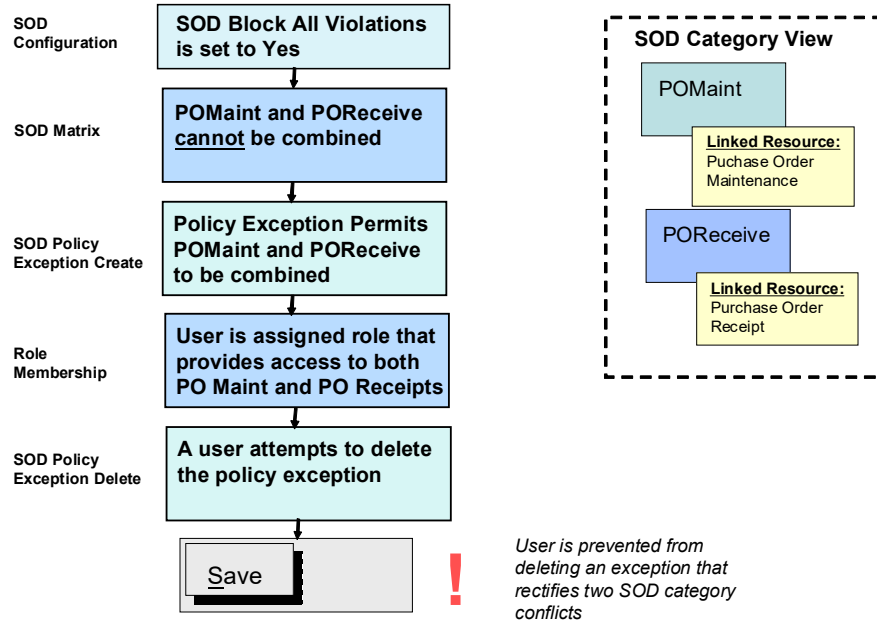 SOD
Configuration
SOD Block All Violations
is set to Yes
SOD Matrix
POMaint and POReceive
cannot be combined
SOD Policy
Exception Create
Policy Exception Permits
POMaint and POReceive
to be combined
Role
Membership
User is assigned role that
provides access to both
PO Maint and PO Receipts
SOD Policy
Exception Delete
A user attempts to delete
the policy exception
Save
!
User is prevented from
deleting an exception that
rectifies two SOD category
conflicts
SOD Category View
POMaint
Linked Resource:
Puchase Order
Maintenance
POReceive
Linked Resource:
Purchase Order
Receipt